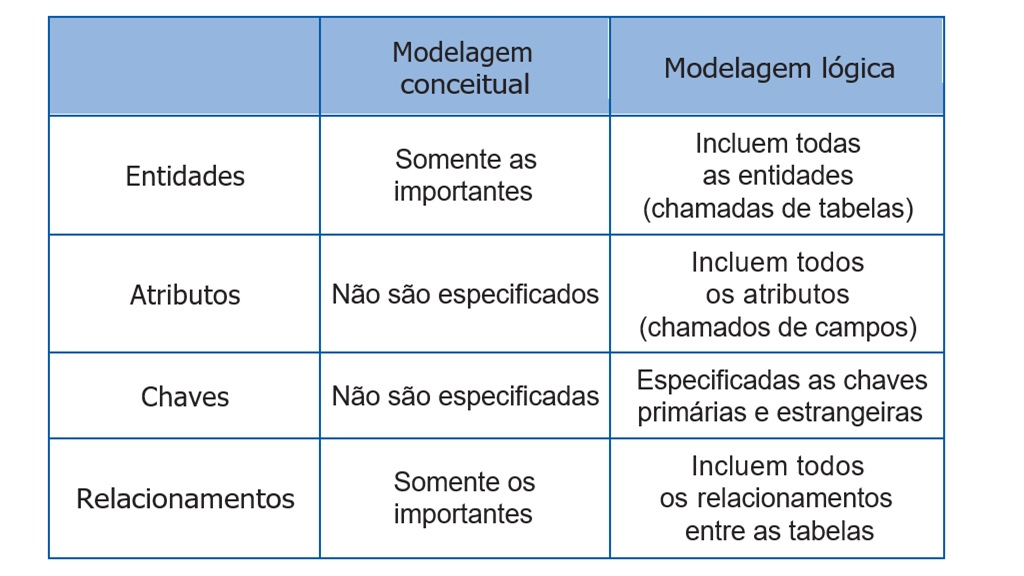 Modelagem
conceitual
Modelagem lógica
Entidades
Somente as
importantes
Incluem todas
as entidades
(chamadas de tabelas)
Atributos
Não são especificados
Incluem todos
os atributos
(chamados de campos)
Chaves
Não são especificadas
Especificadas as chaves
primárias e estrangeiras
Relacionamentos
Somente os
importantes
Incluem todos
os relacionamentos
entre as tabelas